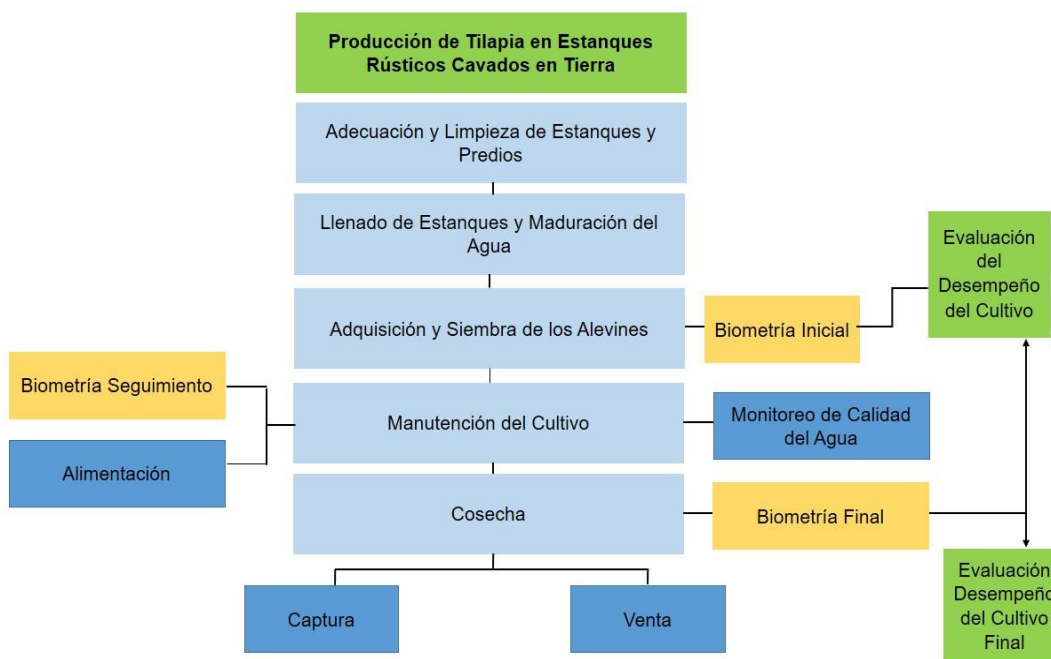 Producción de Tilapia en Estanques
Rústicos Cavados en Tierra
Adecuación y Limpieza de Estanques y
Predios
Llenado de Estanques y Maduración del
Agua
Evaluación
del
Desempeño
del Cultivo
Adquisición y Siembra de los Alevines
Biometría Inicial
Biometría Seguimiento
Manutención del Cultivo
Monitoreo de Calidad
del Agua
Alimentación
Cosecha
Biometría Final
Evaluación
Desempeño
del Cultivo
Final
Captura
Venta